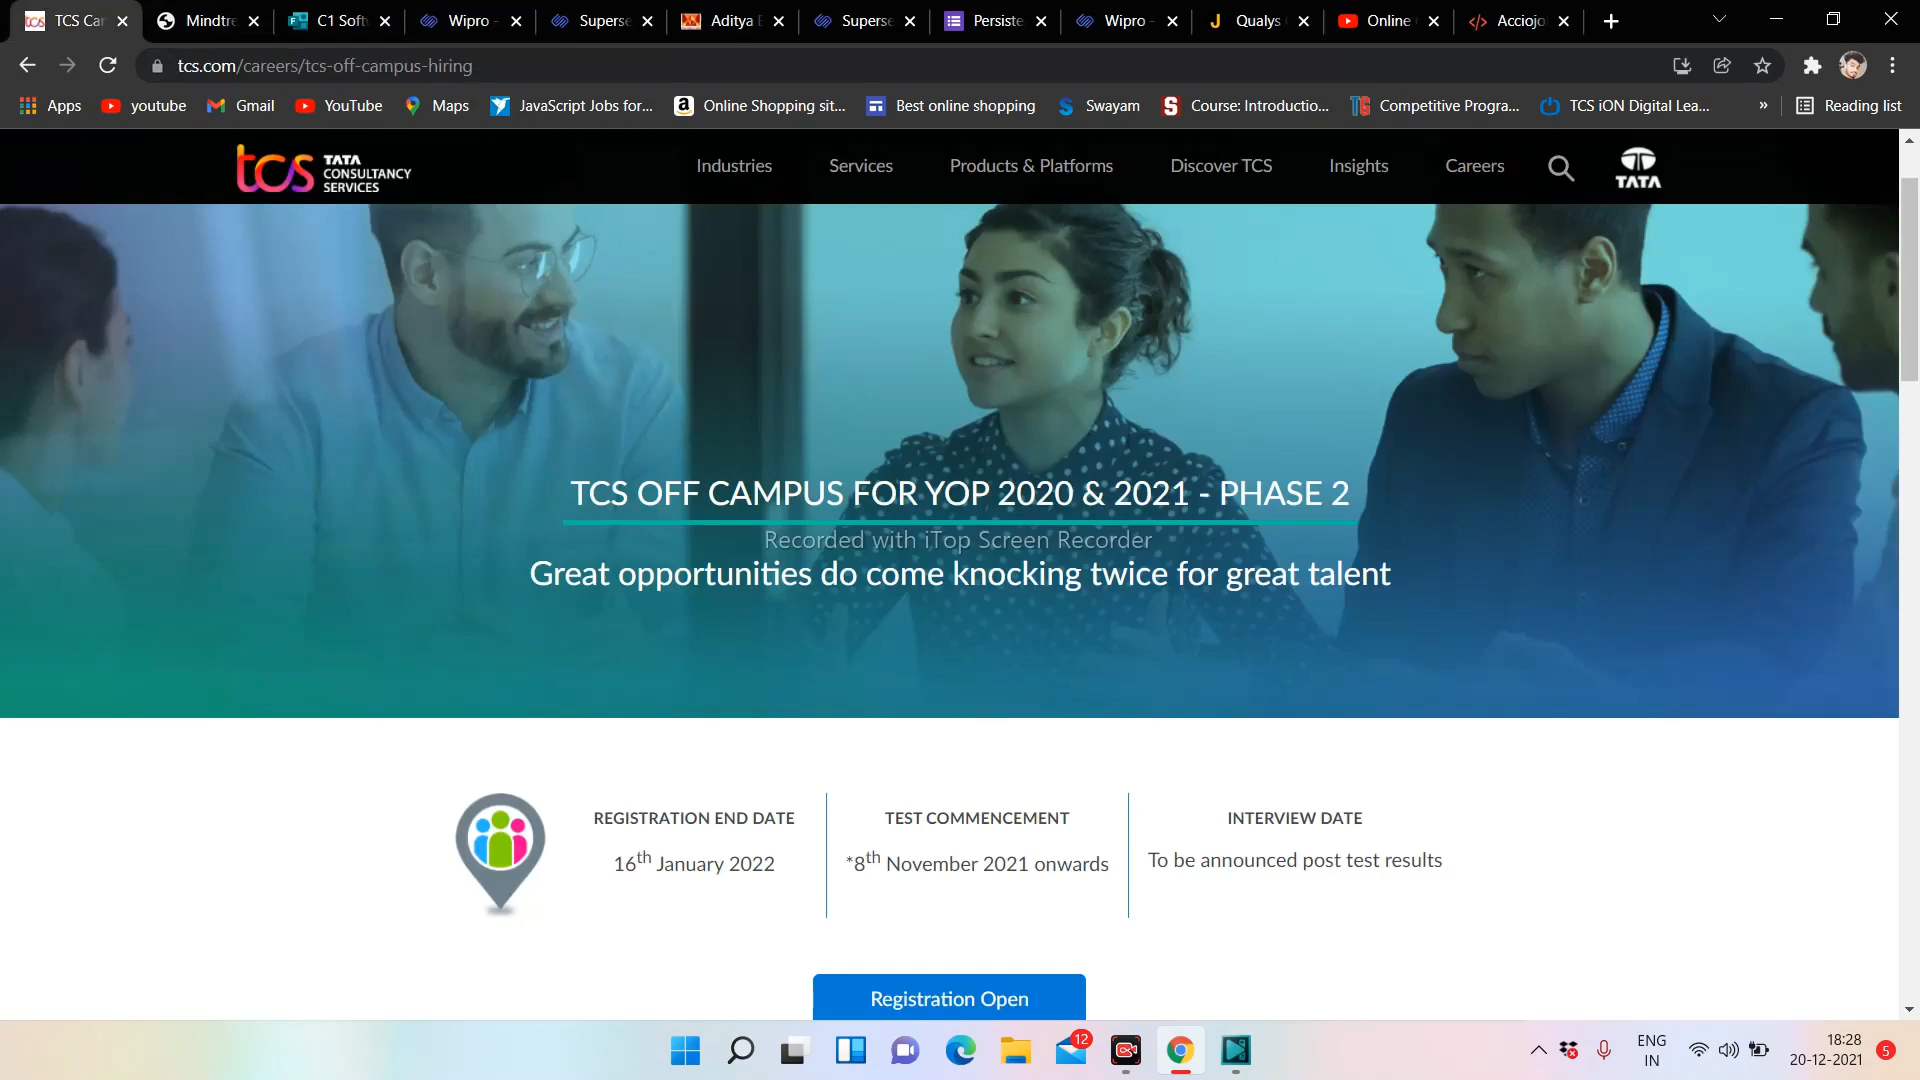 TCS Car
Mindtre
C1 Soft
Wipro -
Superse
Aditya B
Superse
Persiste
Wipro -
Qualys
Online
Acciojo
tcs.com/careers/tcs-off-campus-hiring
Apps
youtube
Gmail
YouTube
Maps
JavaScript Jobs for...
Online Shopping sit...
Best online shopping
Swayam
Course: Introductio...
Competitive Progra...
TCS iON Digital Lea...
»
Reading list
tcs TATA
CONSULTANCY
SERVICES
Industries
Services
Products & Platforms
Discover TCS
Insights
Careers
TATA
TCS OFF CAMPUS FOR YOP 2020 & 2021 - PHASE 2
Recorded with iTop Screen Recorder
Great opportunities do come knocking twice for great talent
REGISTRATION END DATE
16th January 2022
TEST COMMENCEMENT
*8th November 2021 onwards
INTERVIEW DATE
To be announced post test results
Registration Open
12
ENG
IN
18:28
20-12-2021
5